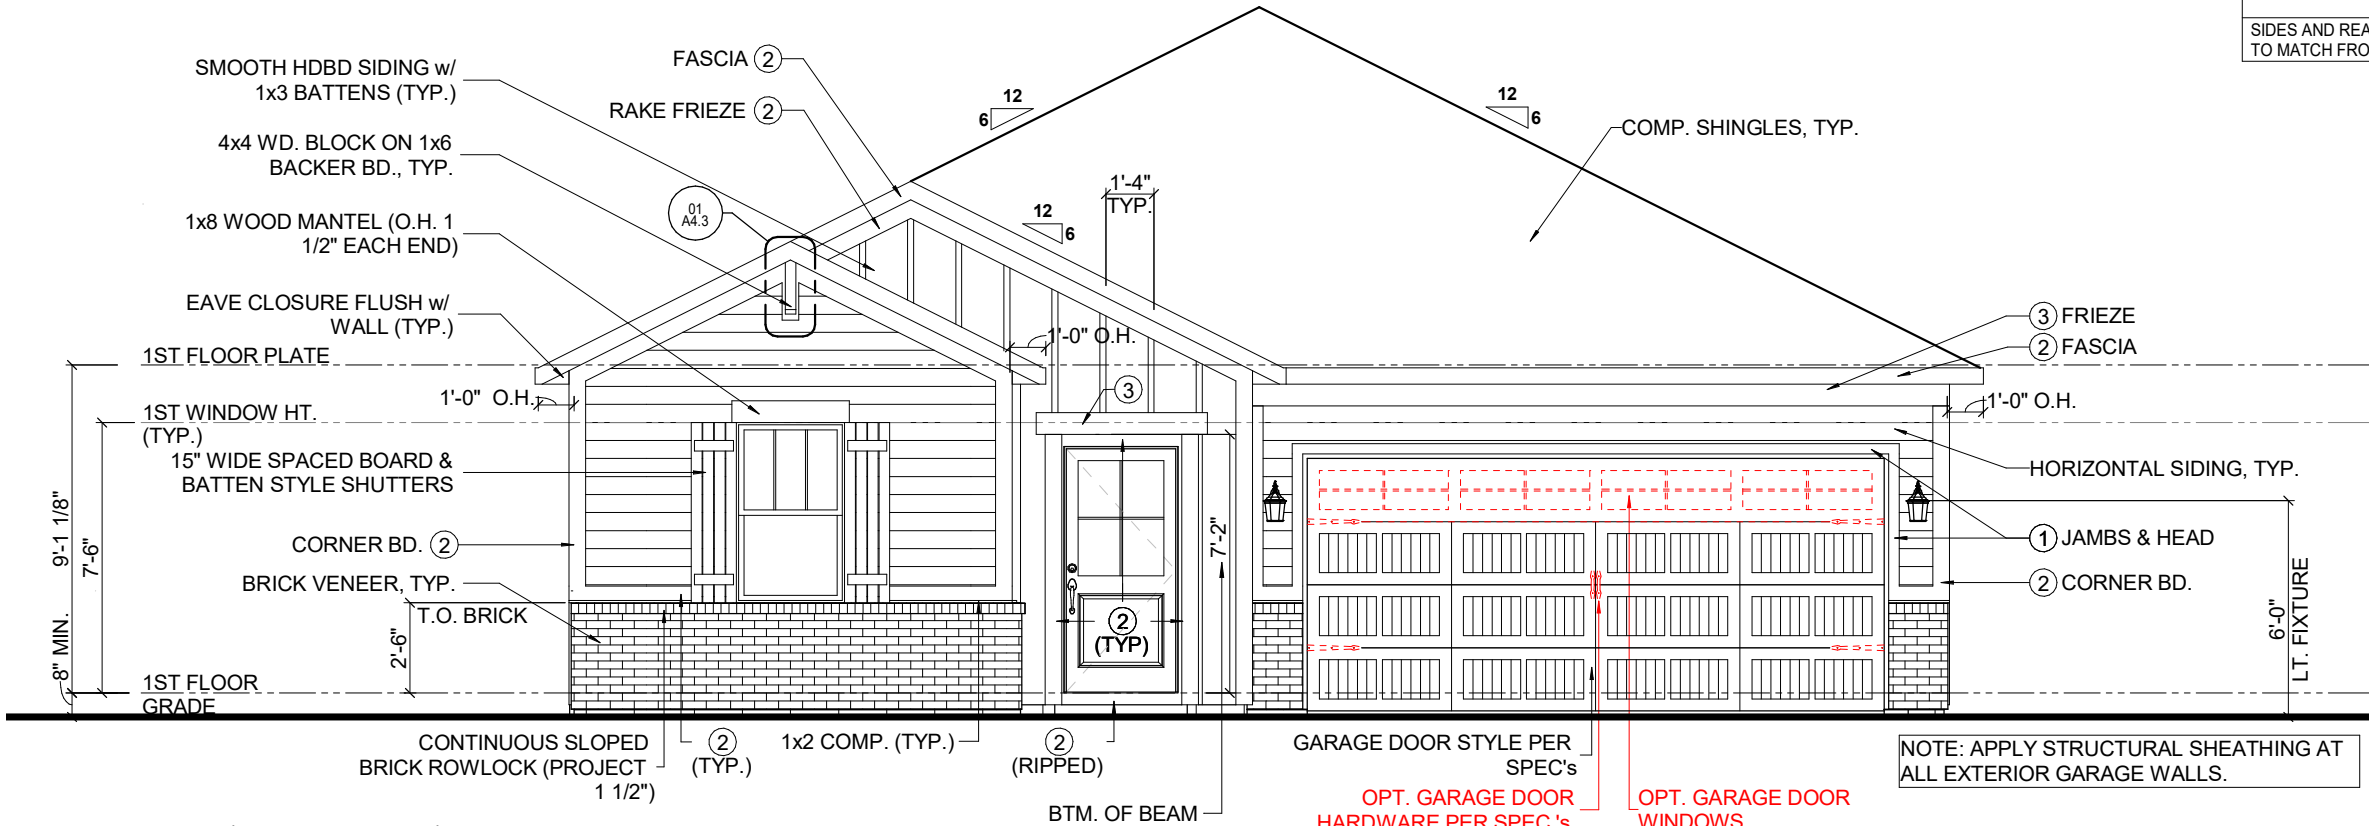 SIDES AND REA
TO MATCH FRO
SMOOTH HDBD SIDING w/
1x3 BATTENS (TYP.)
4x4 WD. BLOCK ON 1x6
BACKER BD., TYP.
1x8 WOOD MANTEL (O.H. 1
1/2" EACH END)
EAVE CLOSURE FLUSH w/
WALL (TYP.)
FASCIA 2
RAKE FRIEZE 2
01
A4.3
12
6
12
6
12
6
1'-4"
TYP.
COMP. SHINGLES, TYP.
3 FRIEZE
2 FASCIA
1ST FLOOR PLATE
1'-0" O.H.
1'-0" O.H.
1'-0" O.H.
3
1ST WINDOW HT.
(TYP.)
15" WIDE SPACED BOARD &
BATTEN STYLE SHUTTERS
HORIZONTAL SIDING, TYP.
9'-1 1/8"
7'-6"
8" MIN.
CORNER BD. 2
BRICK VENEER, TYP.
T.O. BRICK
2'-6"
7'-2"
2
(TYP)
1 JAMBS & HEAD
2 CORNER BD.
6'-0"
LT. FIXTURE
1ST FLOOR
GRADE
CONTINUOUS SLOPED
BRICK ROWLOCK (PROJECT
1 1/2")
2
(TYP.)
1x2 COMP. (TYP.)
2
(RIPPED)
BTM. OF BEAM
GARAGE DOOR STYLE PER
SPEC's
OPT. GARAGE DOOR
HARDWARE PER SPEC.'s
OPT. GARAGE DOOR
WINDOWS
NOTE: APPLY STRUCTURAL SHEATHING AT
ALL EXTERIOR GARAGE WALLS.